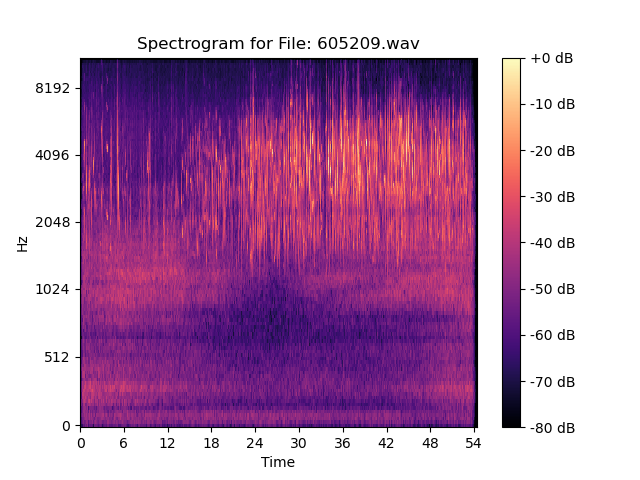 Spectrogram for File: 605209.wav
Hz
8192
4096
2048
1024
512
0
0 6 12 18 24 30 36 42 48 54
Time
+0 dB
-10 dB
-20 dB
-30 dB
-40 dB
-50 dB
-60 dB
-70 dB
-80 dB